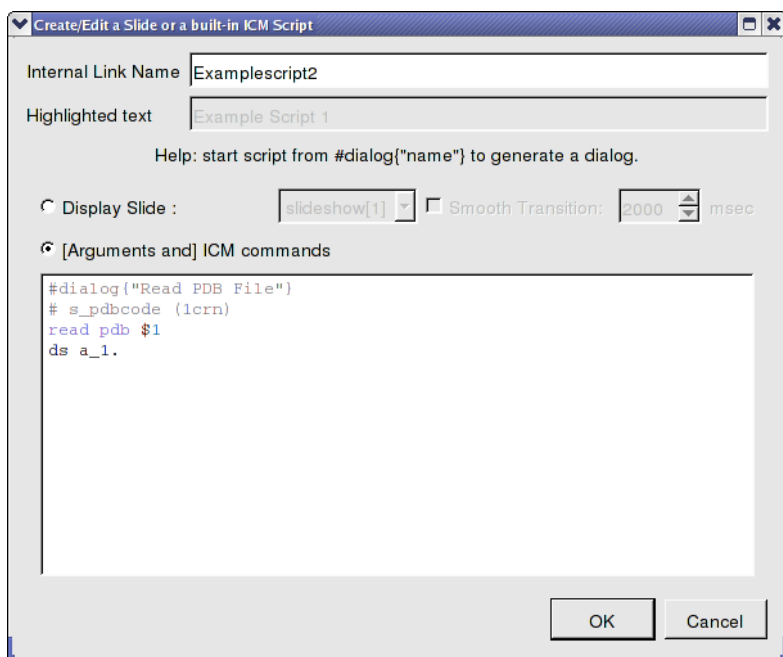 Create/Edit a Slide or a built-in ICM Script
Internal Link Name Examplescript2
Highlighted text Example Script 1
Help: start script from #dialog{"name"} to generate a dialog.
Display Slide : slideshow[1] Smooth Transition: 2000 msec
[Arguments and] ICM commands
#dialog{"Read PDB File"}
# s_pdbcode (1crn)
read pdb $1
ds a_1.
OK Cancel